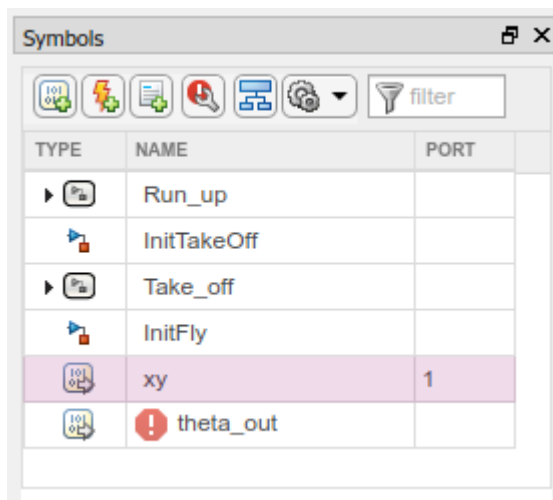 Symbols
filter
TYPE NAME PORT
Run_up
InitTakeOff
Take_off
InitFly
xy 1
theta_out